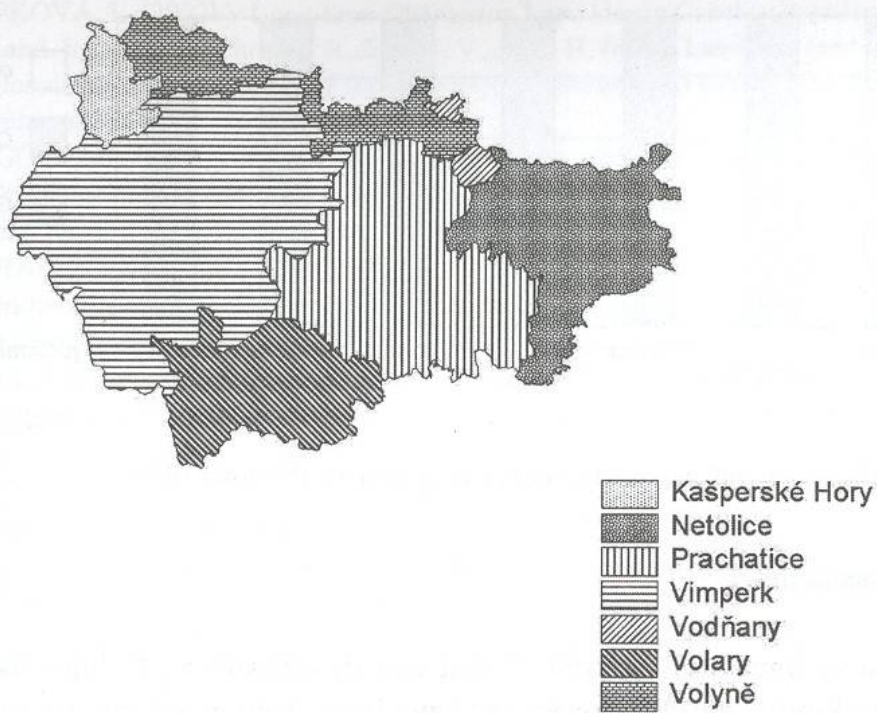 Kašperské Hory
Netolice
Prachatice
Vimperk
Vodňany
Volary
Volyně